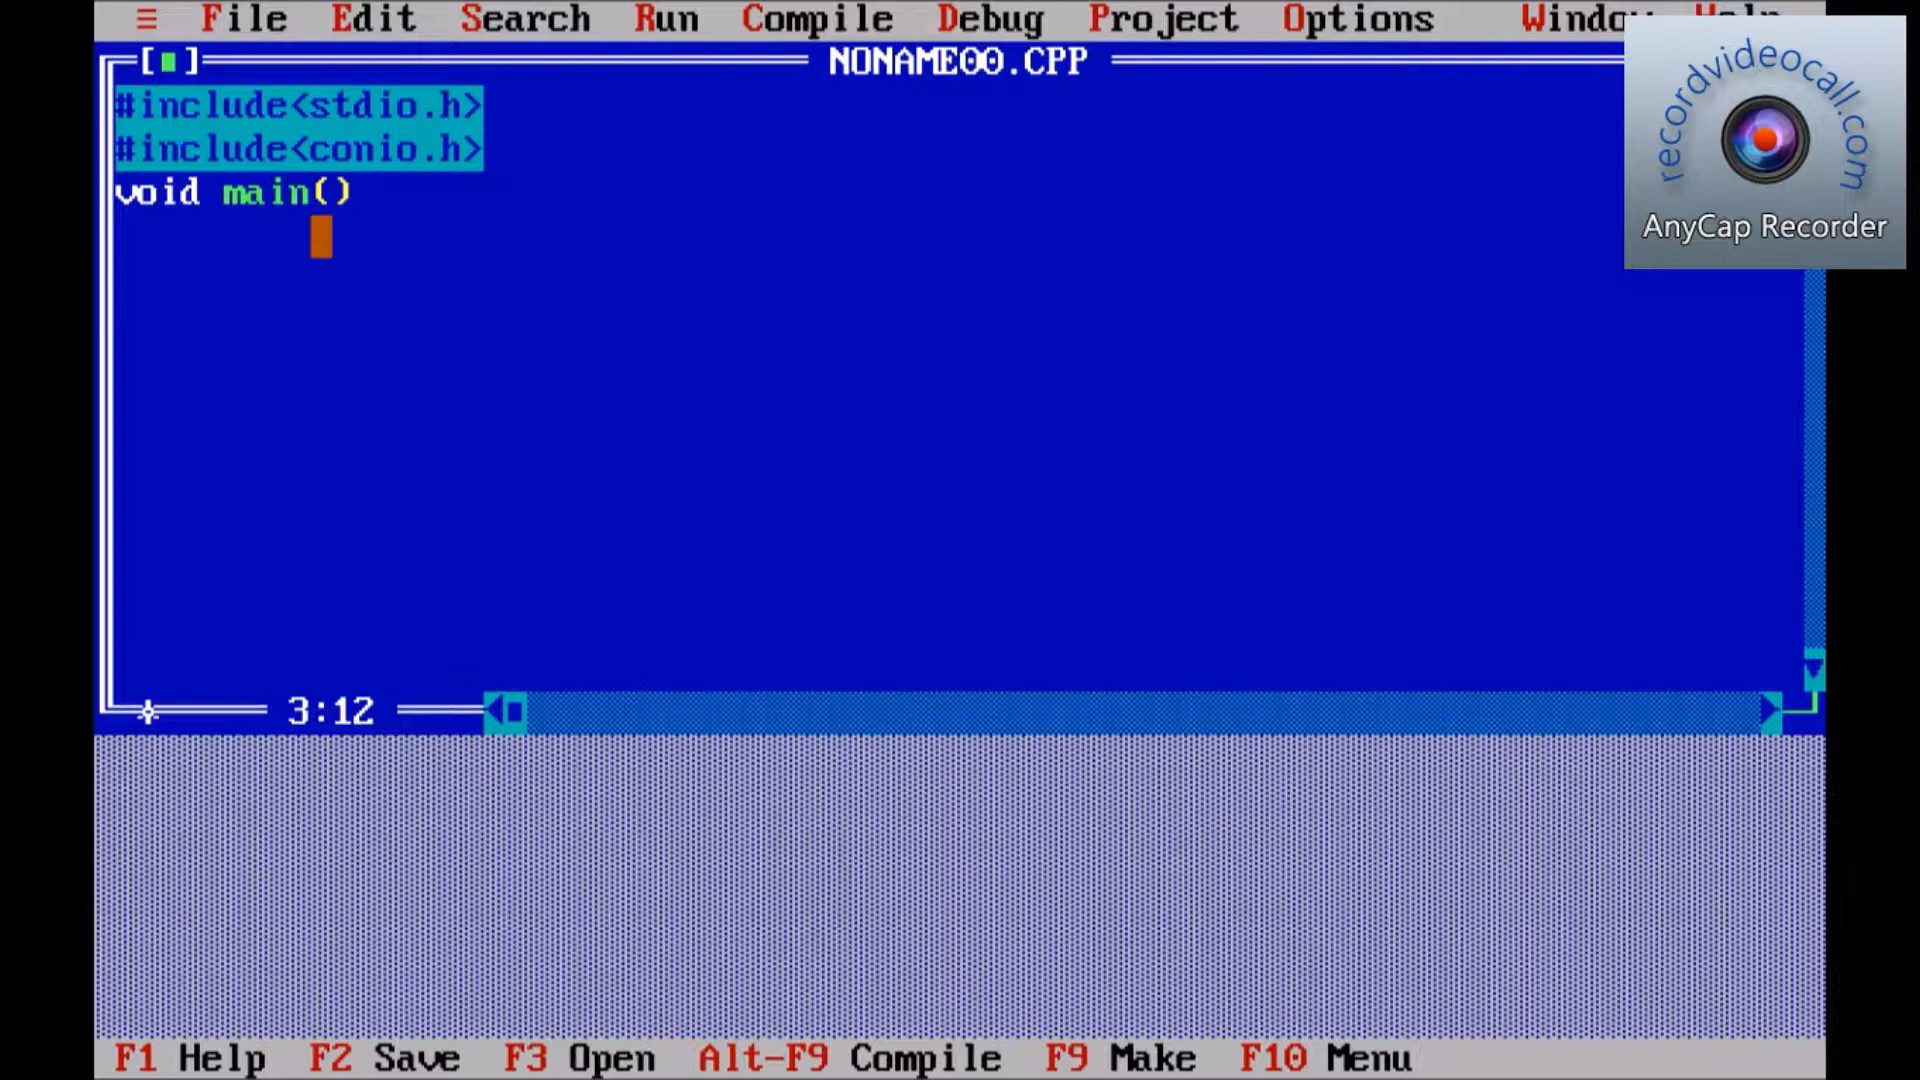 ≡ File Edit Search Run Compile Debug Project Options
[■] NONAME00.CPP
#include<stdio.h>
#include<conio.h>
void main()
3:12
F1 Help F2 Save F3 Open Alt-F9 Compile F9 Make F10 Menu
recordvideocall.com
AnyCap Recorder